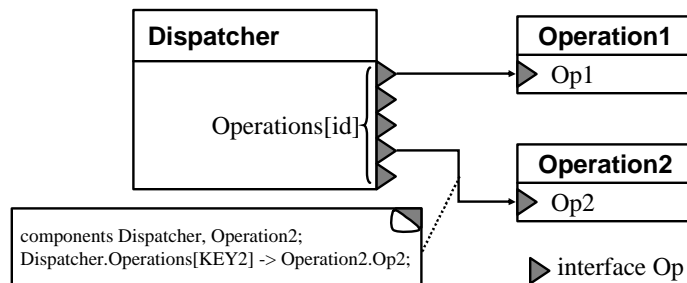 Dispatcher
Operations[id]
Operation1
Op1
Operation2
Op2
components Dispatcher, Operation2;
Dispatcher.Operations[KEY2] -> Operation2.Op2;
interface Op